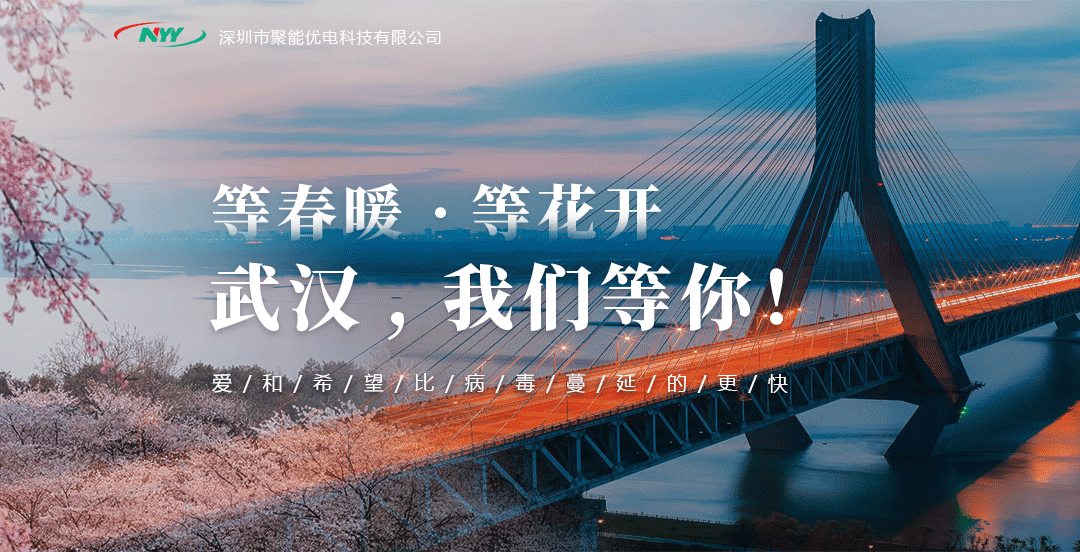 NYY 深圳市聚能优电科技有限公司
等春暖·等花开
武汉，我们等你！
爱/和/希/望/比/病/毒/蔓/延/的/更/快